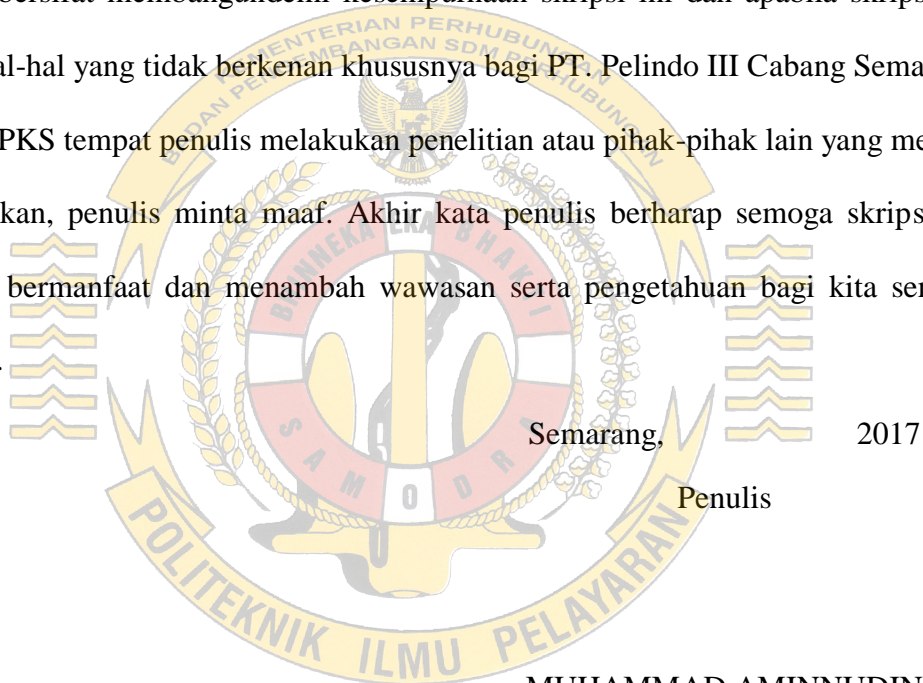 bersifat membangundemi kesempurnaan skripsi ini dan apabila skrips
al-hal yang tidak berkenan khususnya bagi PT. Pelindo III Cabang Sema
PKS tempat penulis melakukan penelitian atau pihak-pihak lain yang me
kan, penulis minta maaf. Akhir kata penulis berharap semoga skrips
bermanfaat dan menambah wawasan serta pengetahuan bagi kita se
Semarang, 2017
Penulis
MUHAMMAD AMINNUDIN
KEMENTERIAN PERHUBUNGAN
BADAN PENGEMBANGAN SDM PERHUBUNGAN
BHINNEKA EKA BHAKTI
SAMODRA
POLITEKNIK ILMU PELAYARAN